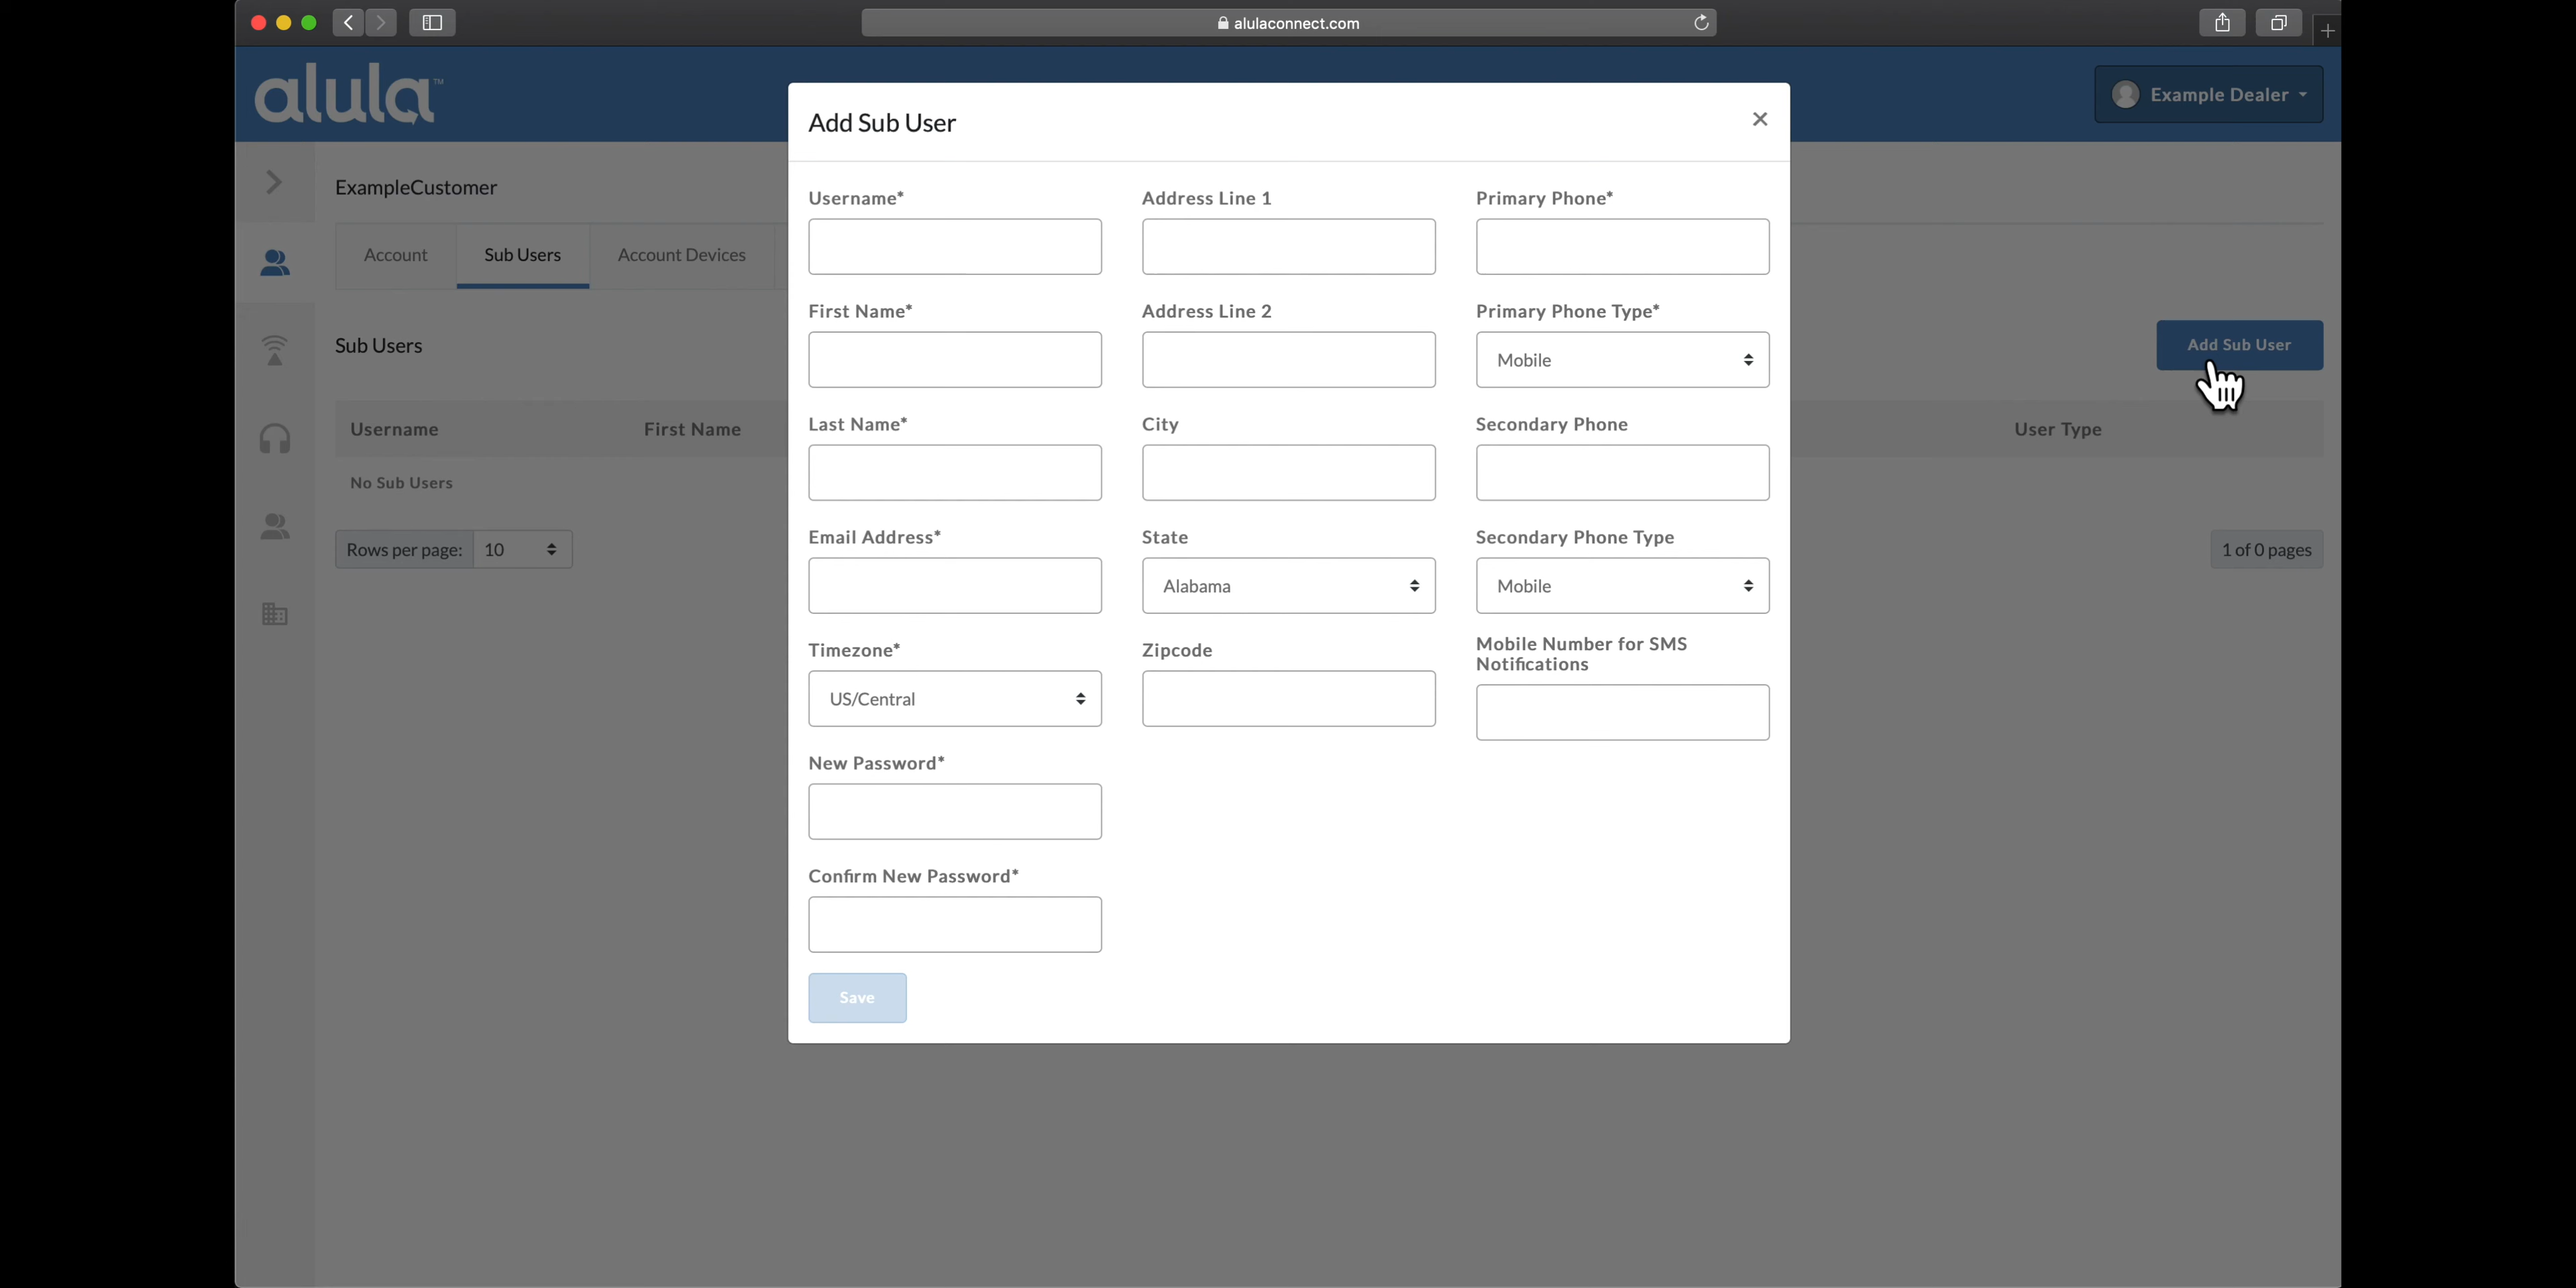 alulaconnect.com
alula™
Example Dealer
Add Sub User
ExampleCustomer
Account
Sub Users
Account Devices
Sub Users
Add Sub User
Username
First Name
User Type
No Sub Users
Rows per page:
10
1 of 0 pages
Username*
First Name*
Last Name*
Email Address*
Timezone*
US/Central
New Password*
Confirm New Password*
Save
Address Line 1
Address Line 2
City
State
Alabama
Zipcode
Primary Phone*
Primary Phone Type*
Mobile
Secondary Phone
Secondary Phone Type
Mobile
Mobile Number for SMS
Notifications